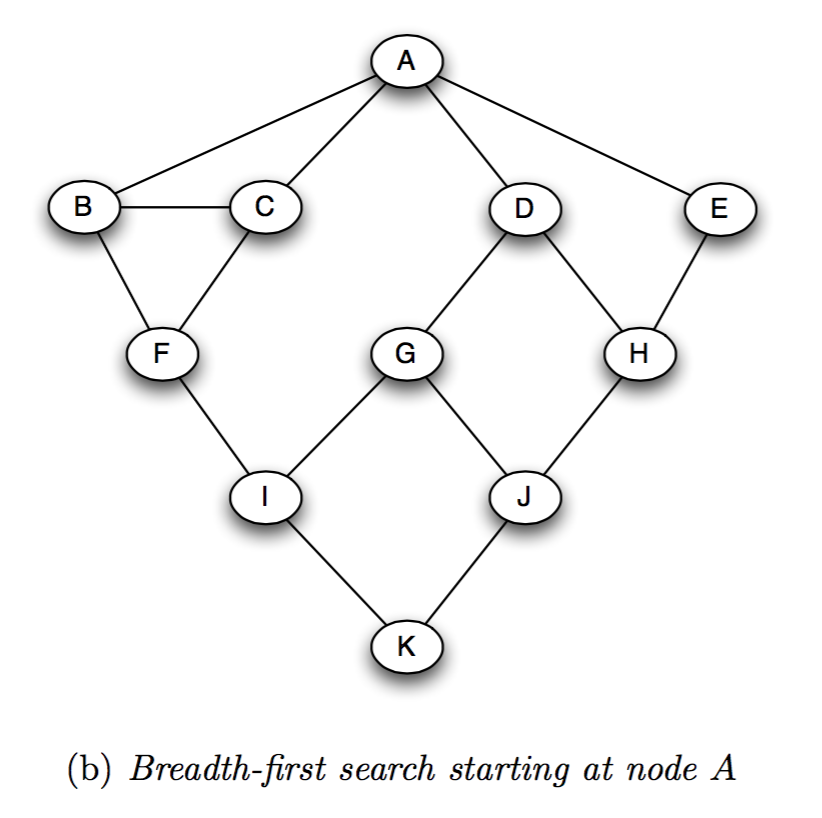 A
B C D E
F G H
I J
K
(b) Breadth-first search starting at node A